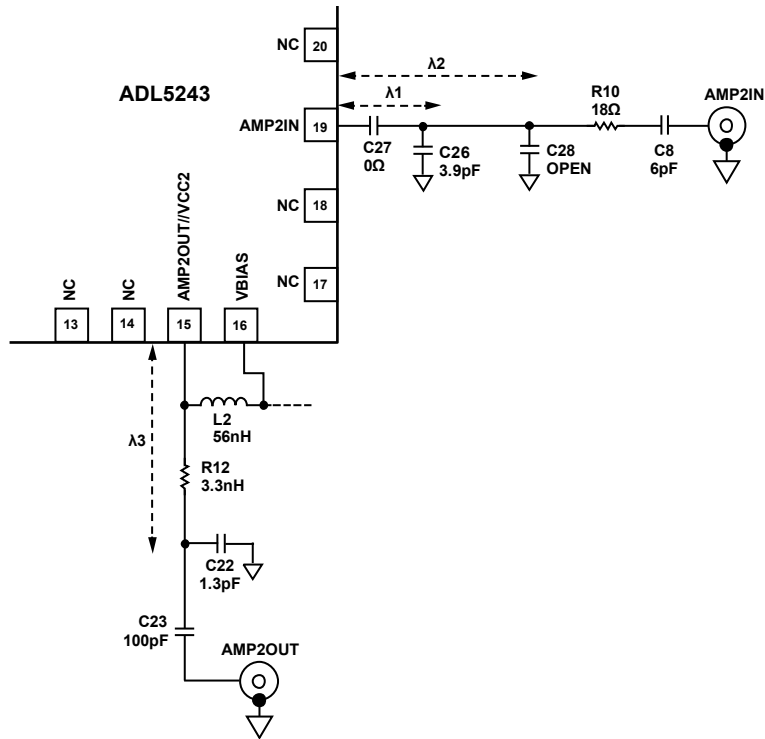 NC
20
ADL5243
λ2
λ1
R10
18Ω
AMP2IN
AMP2IN
19
C27
0Ω
C26
3.9pF
C28
OPEN
C8
6pF
NC
18
NC
17
NC
NC
AMP2OUT//VCC2
VBIAS
13
14
15
16
L2
56nH
λ3
R12
3.3nH
C22
1.3pF
C23
100pF
AMP2OUT